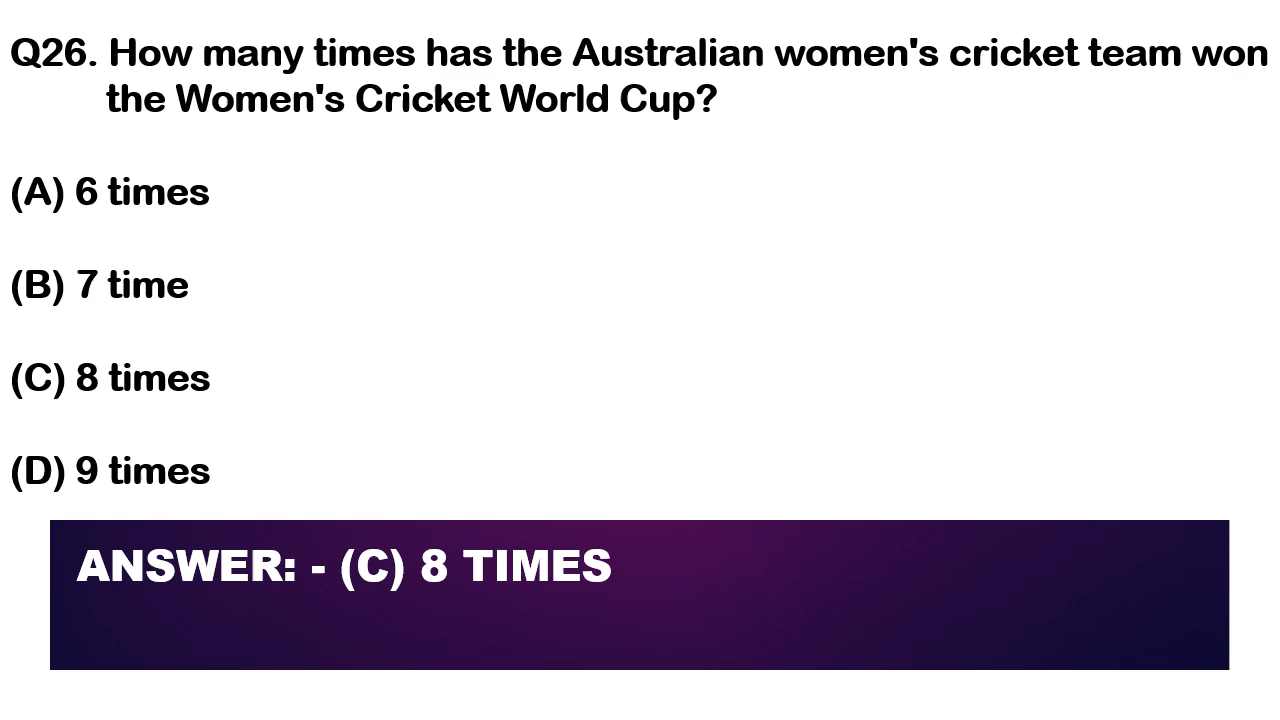 Q26. How many times has the Australian women's cricket team won
the Women's Cricket World Cup?
(A) 6 times
(B) 7 time
(C) 8 times
(D) 9 times
ANSWER: - (C) 8 TIMES